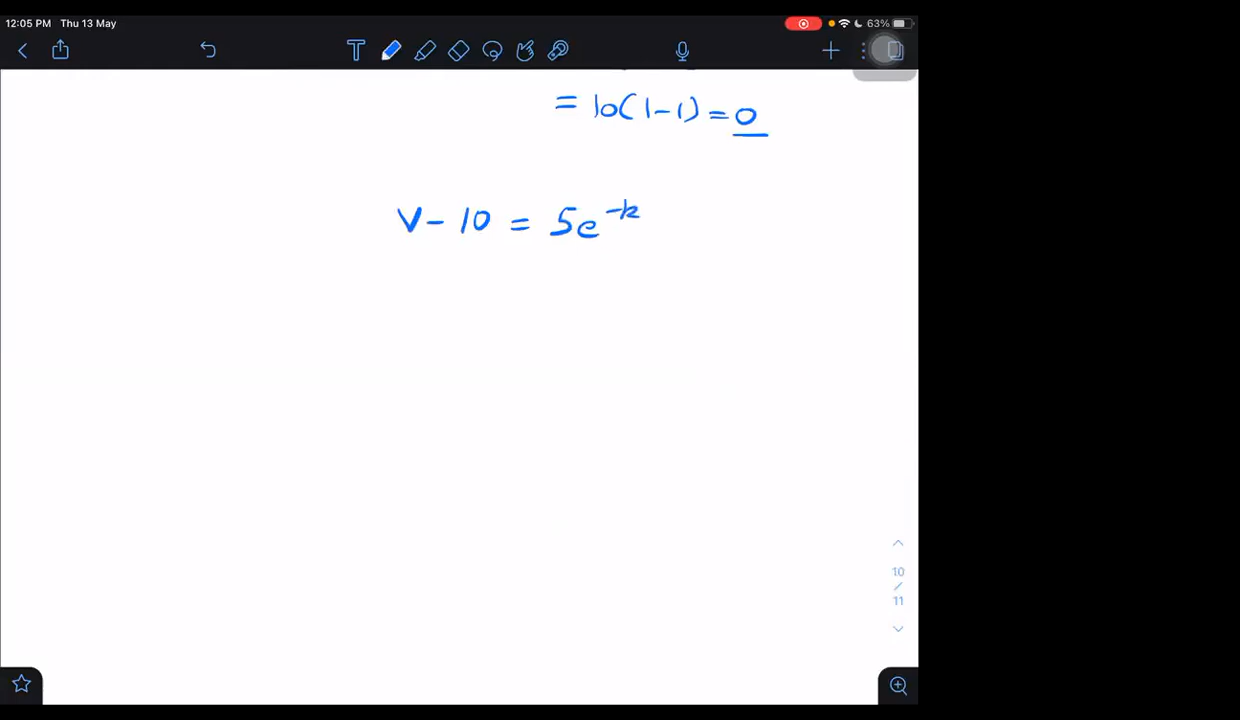 12:05 PM Thu 13 May 63%
T
= 10(1-1) = 0
V - 10 = 5e^{-k}
10
/
11